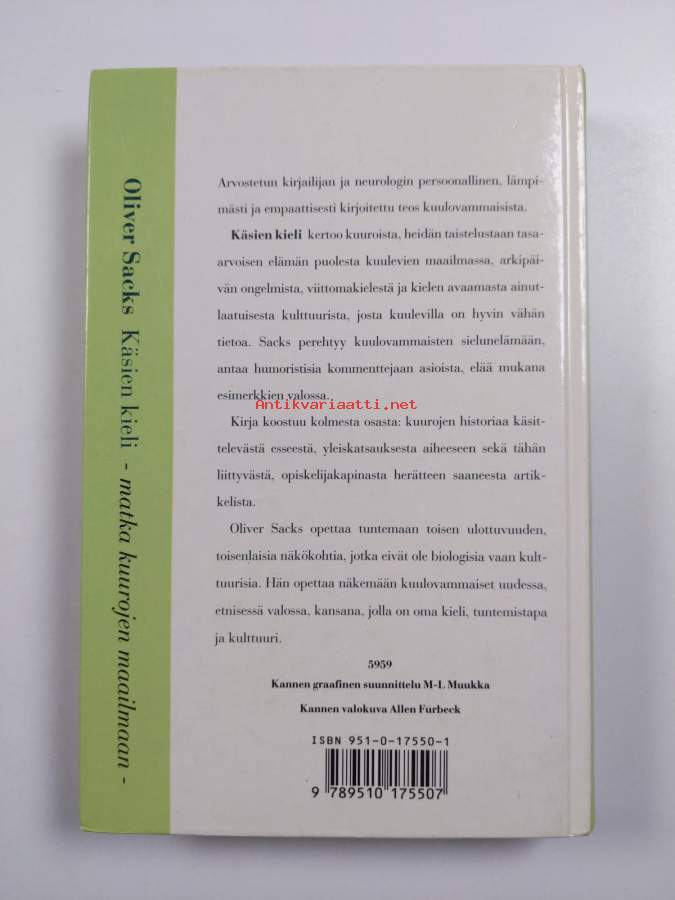 Oliver Sacks Käsien kieli - matka kuurojen maailmaan -
Arvostetun kirjailijan ja neurologin persoonallinen, lämpi-
mästi ja empaattisesti kirjoitettu teos kuulovammaisista.
Käsien kieli kertoo kuuroista, heidän taistelustaan tasa-
arvoisen elämän puolesta kuulevien maailmassa, arkipäi-
vän ongelmista, viittomakielestä ja kielen avaamasta ainut-
laatuisesta kulttuurista, josta kuulevilla on hyvin vähän
tietoa. Sacks perehtyy kuulovammaisten sielunelämään,
antaa humoristisia kommenttejaan asioista, elää mukana
esimerkkien valossa.
Antikvariaatti.net
Kirja koostuu kolmesta osasta: kuurojen historiaa käsit-
televästä esseestä, yleiskatsauksesta aiheeseen sekä tähän
liittyvästä, opiskelijakapinasta herätteen saaneesta artik-
kelista.
Oliver Sacks opettaa tuntemaan toisen ulottuvuuden,
toisenlaisia näkökohtia, jotka eivät ole biologisia vaan kult-
tuurisia. Hän opettaa näkemään kuulovammaiset uudessa,
etnisessä valossa, kansana, jolla on oma kieli, tuntemistapa
ja kulttuuri.
5959
Kannen graafinen suunnittelu M-L Muukka
Kannen valokuva Allen Furbeck
ISBN 951-0-17550-1
9 789510 175507